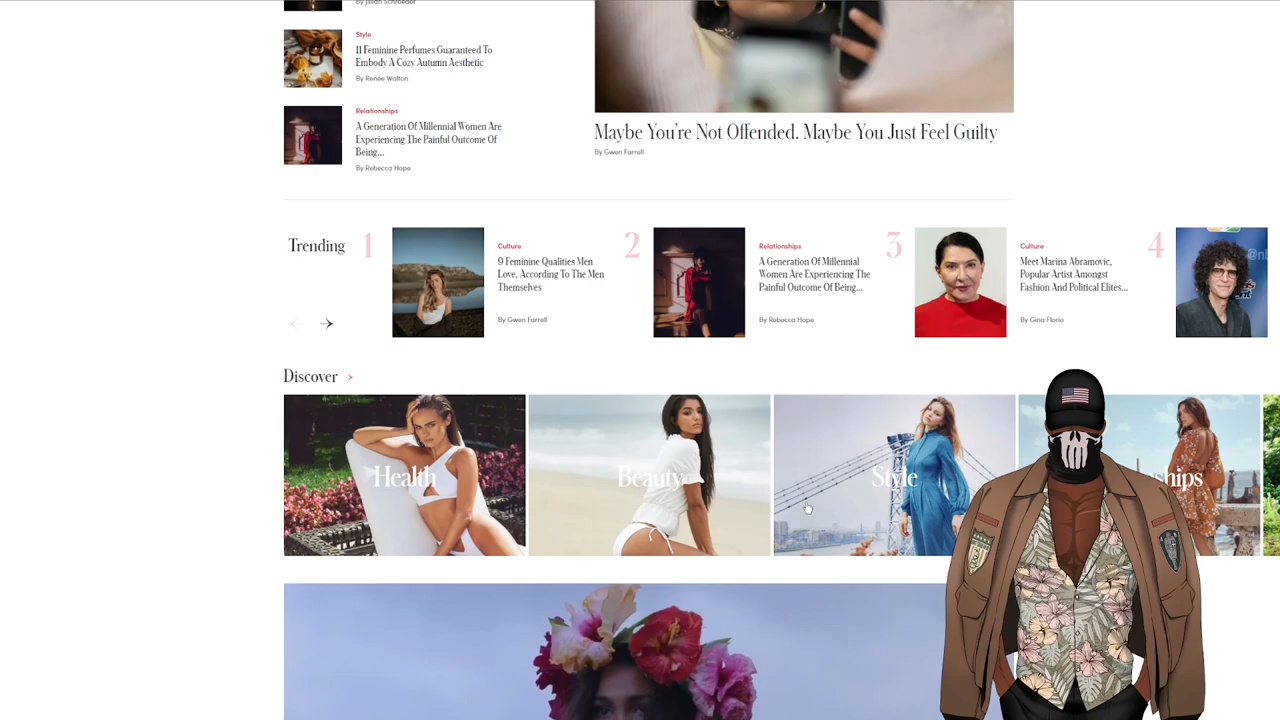 By Jillian Schroeder
Style
11 Feminine Perfumes Guaranteed To
Embody A Cozy Autumn Aesthetic
By Renée Walton
Relationships
A Generation Of Millennial Women Are
Experiencing The Painful Outcome Of
Being...
By Rebecca Hope
Maybe You're Not Offended. Maybe You Just Feel Guilty
By Gwen Farrell
Trending
1
Culture
9 Feminine Qualities Men
Love, According To The Men
Themselves
By Gwen Farrell
2
Relationships
A Generation Of Millennial
Women Are Experiencing The
Painful Outcome Of Being...
By Rebecca Hope
3
Culture
Meet Marina Abramovic,
Popular Artist Amongst
Fashion And Political Elites...
By Gina Florio
4
Discover
Health
Beauty
Style
ships